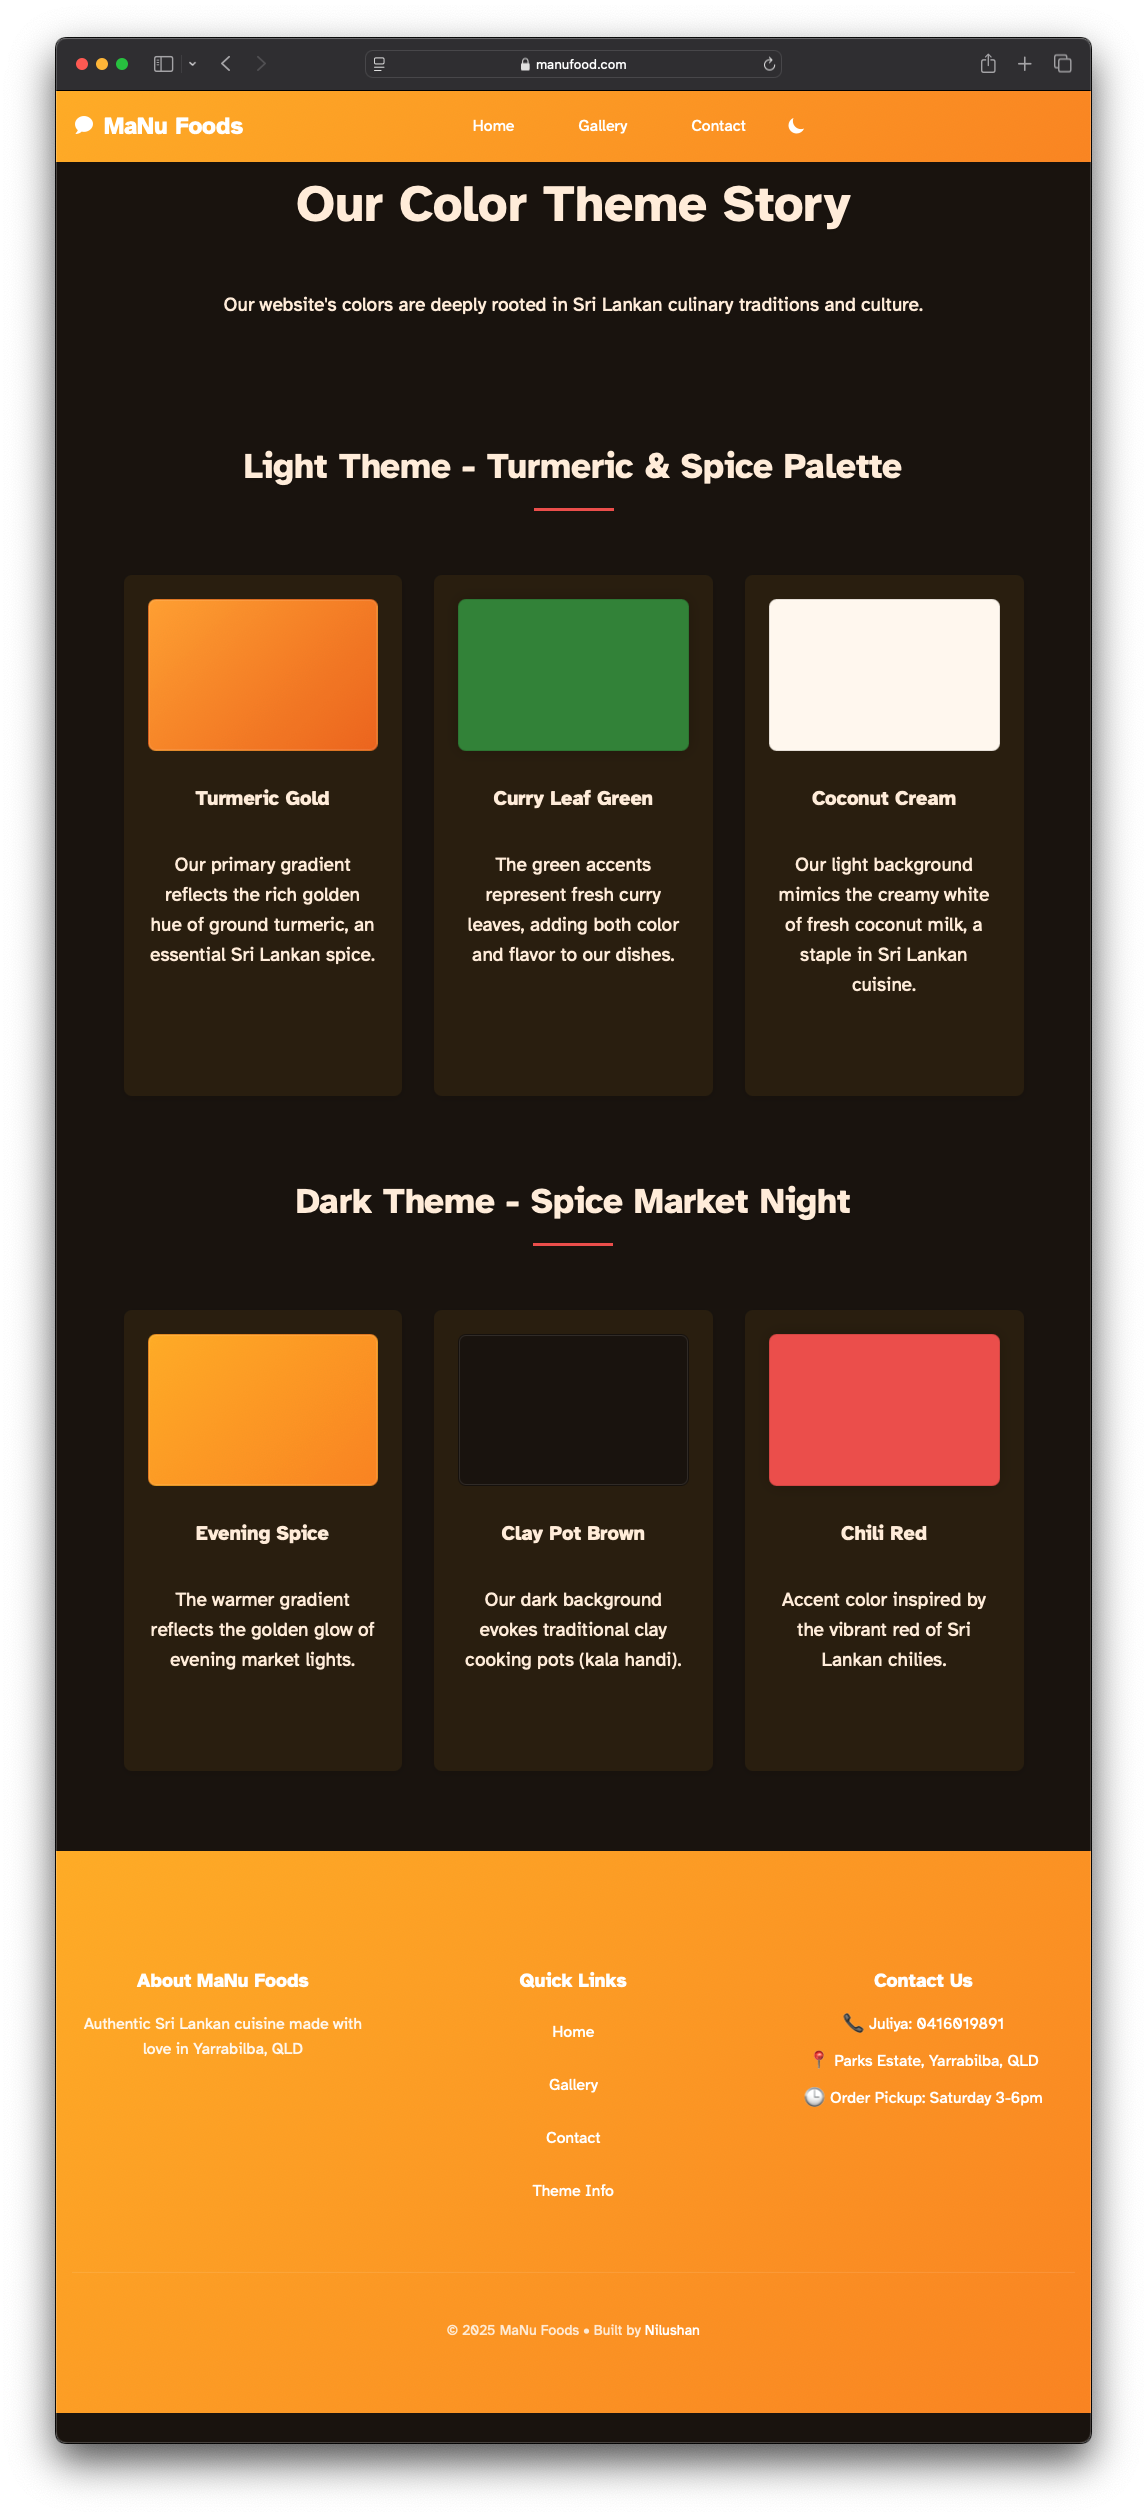 manufood.com
MaNu Foods
Home
Gallery
Contact
Our Color Theme Story
Our website's colors are deeply rooted in Sri Lankan culinary traditions and culture.
Light Theme - Turmeric & Spice Palette
Turmeric Gold
Our primary gradient
reflects the rich golden
hue of ground turmeric, an
essential Sri Lankan spice.
Curry Leaf Green
The green accents
represent fresh curry
leaves, adding both color
and flavor to our dishes.
Coconut Cream
Our light background
mimics the creamy white
of fresh coconut milk, a
staple in Sri Lankan
cuisine.
Dark Theme - Spice Market Night
Evening Spice
The warmer gradient
reflects the golden glow of
evening market lights.
Clay Pot Brown
Our dark background
evokes traditional clay
cooking pots (kala handi).
Chili Red
Accent color inspired by
the vibrant red of Sri
Lankan chilies.
About MaNu Foods
Authentic Sri Lankan cuisine made with
love in Yarrabilba, QLD
Quick Links
Home
Gallery
Contact
Theme Info
Contact Us
📞 Juliya: 0416019891
📍 Parks Estate, Yarrabilba, QLD
🕒 Order Pickup: Saturday 3-6pm
© 2025 MaNu Foods • Built by Nilushan